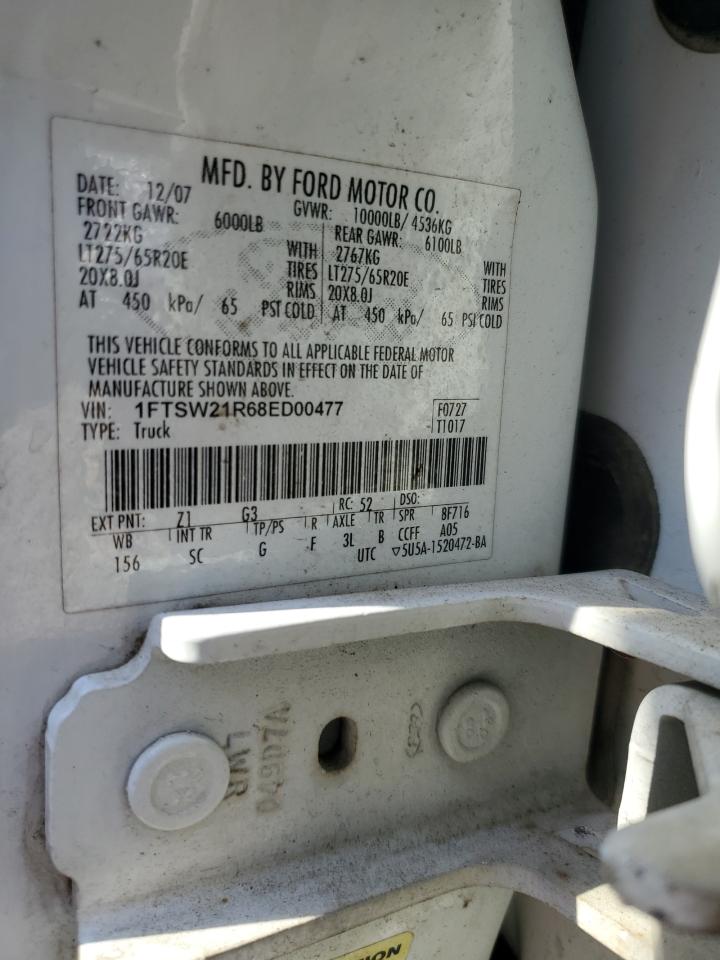 MFD. BY FORD MOTOR CO.
DATE: 12/07 GVWR: 10000LB/ 4536KG
FRONT GAWR: 6000LB REAR GAWR: 6100LB
2722KG WITH 2767KG WITH
LT275/65R20E TIRES LT275/65R20E TIRES
20X8.0J RIMS 20X8.0J RIMS
AT 450 kPa/ 65 PSI COLD AT 450 kPa/ 65 PSI COLD
THIS VEHICLE CONFORMS TO ALL APPLICABLE FEDERAL MOTOR
VEHICLE SAFETY STANDARDS IN EFFECT ON THE DATE OF
MANUFACTURE SHOWN ABOVE.
VIN: 1FTSW21R68ED00477 F0727
TYPE: Truck T1017
EXT PNT: Z1 G3 RC: 52 DSO:
WB INT TR TP/PS R AXLE TR SPR 8F716
156 SC G F 3L B CCFF A05
UTC ▽5U5A-1520472-BA
LWR
049D7A